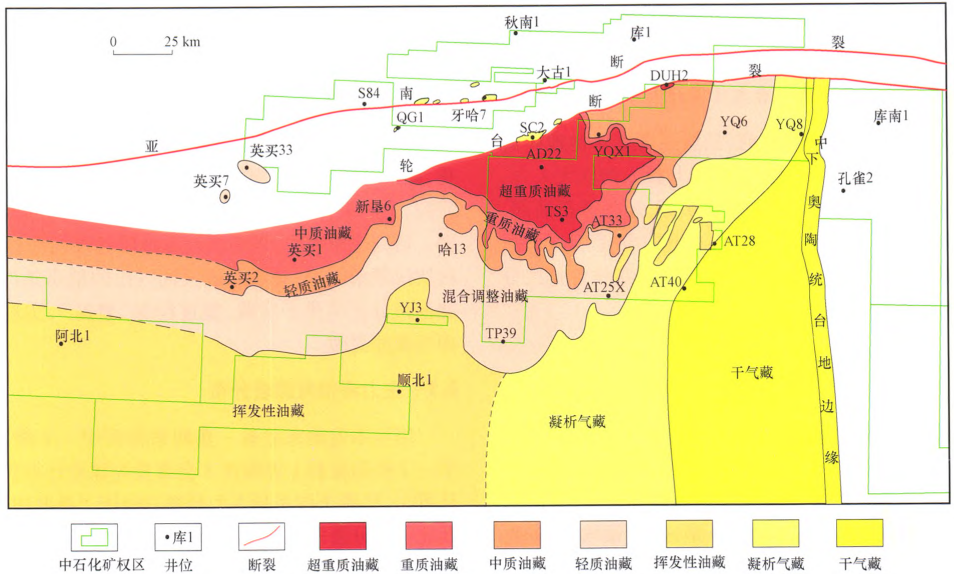 0 25 km
秋南1
库1
大古1
S84
牙哈7
QG1
SC2
DUH2
亚南断裂
轮台断裂
英买33
英买7
新垦6
中质油藏
英买1
英买2
轻质油藏
AD22
YQX1
超重质油藏
TS3
重质油藏
AT33
哈13
YQ6
YQ8
库南1
孔雀2
中下奥陶统台地边缘
AT28
AT40
AT25X
混合调整油藏
YJ3
TP39
阿北1
顺北1
挥发性油藏
凝析气藏
干气藏
库1
中石化矿权区 井位 断裂 超重质油藏 重质油藏 中质油藏 轻质油藏 挥发性油藏 凝析气藏 干气藏